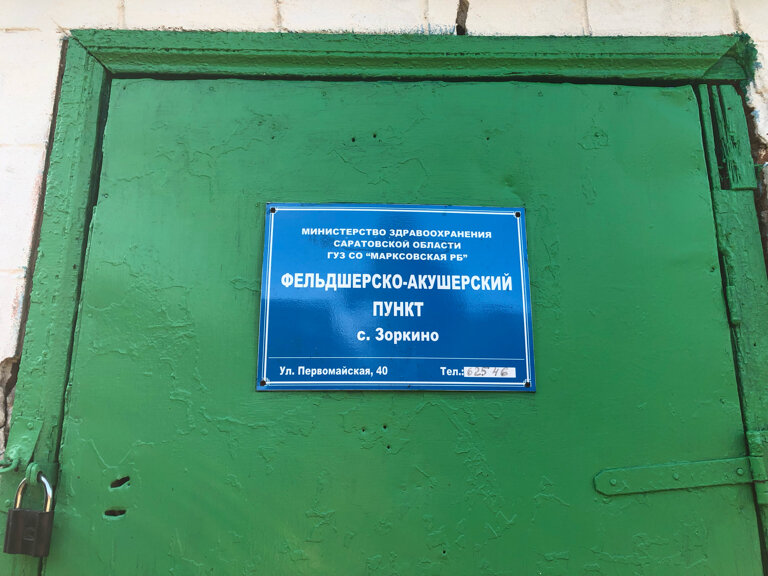 МИНИСТЕРСТВО ЗДРАВООХРАНЕНИЯ
САРАТОВСКОЙ ОБЛАСТИ
ГУЗ СО "МАРКСОВСКАЯ РБ"
ФЕЛЬДШЕРСКО-АКУШЕРСКИЙ
ПУНКТ
с. Зоркино
Ул. Первомайская, 40 Тел.: 625 46